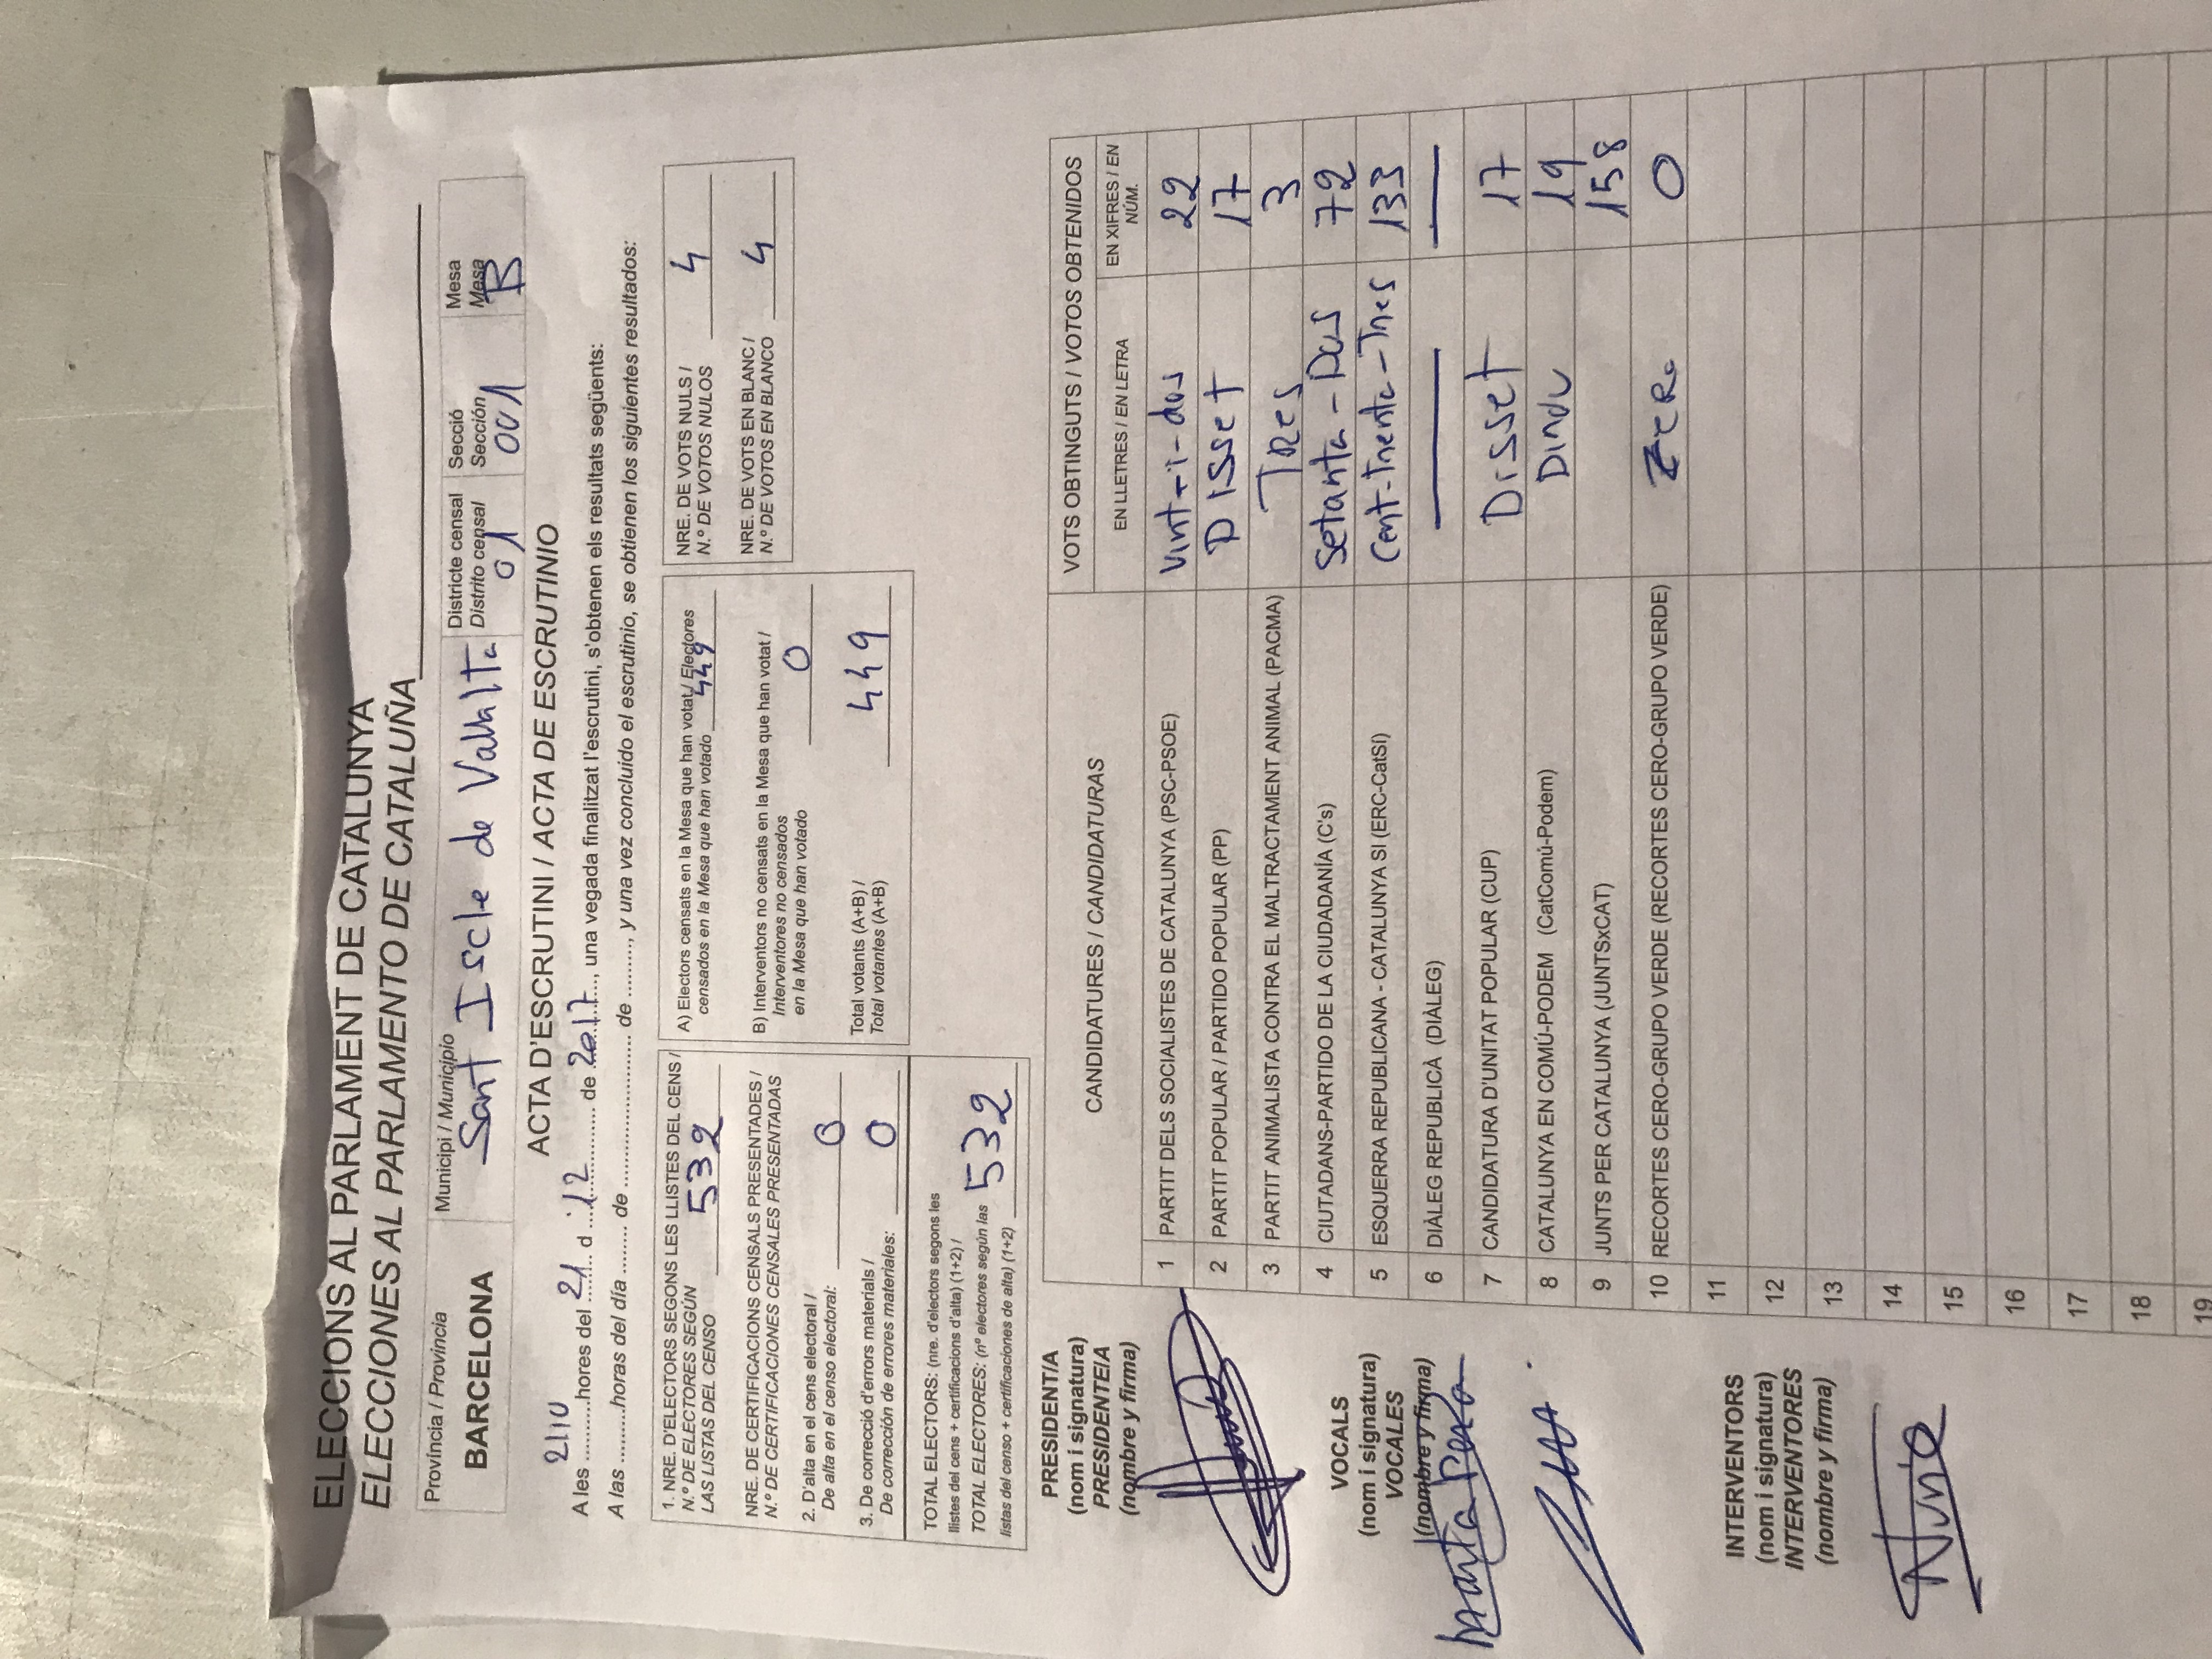 ELECCIONS AL PARLAMENT DE CATALUNYA
ELECCIONES AL PARLAMENTO DE CATALUÑA
Província / Provincia
BARCELONA
Municipi / Municipio
Sant Iscle de Vallalta
Districte censal
Distrito censal
01
Secció
Sección
001
Mesa
Mesa
B
ACTA D'ESCRUTINI / ACTA DE ESCRUTINIO
A les 21'10 hores del 21 d 12 de 2017, una vegada finalitzat l'escrutini, s'obtenen els resultats següents:
A las ........horas del día ........ de ........................ de ........, y una vez concluido el escrutinio, se obtienen los siguientes resultados:
1. NRE. D'ELECTORS SEGONS LES LLISTES DEL CENS /
N.º DE ELECTORES SEGÚN
LAS LISTAS DEL CENSO 532
NRE. DE CERTIFICACIONS CENSALS PRESENTADES /
N.º DE CERTIFICACIONES CENSALES PRESENTADAS
2. D'alta en el cens electoral /
De alta en el censo electoral: 0
3. De correcció d'errors materials /
De corrección de errores materiales: 0
TOTAL ELECTORS: (nre. d'electors segons les
llistes del cens + certificacions d'alta) (1+2) /
TOTAL ELECTORES: (nº electores según las
listas del censo + certificaciones de alta) (1+2) 532
A) Electors censats en la Mesa que han votat / Electores
censados en la Mesa que han votado 449
B) Interventors no censats en la Mesa que han votat /
Interventores no censados
en la Mesa que han votado 0
Total votants (A+B) /
Total votantes (A+B) 449
NRE. DE VOTS NULS /
N.º DE VOTOS NULOS 4
NRE. DE VOTS EN BLANC /
N.º DE VOTOS EN BLANCO 4
PRESIDENT/A
(nom i signatura)
PRESIDENTE/A
(nombre y firma)
VOCALS
(nom i signatura)
VOCALES
(nombre y firma)
INTERVENTORS
(nom i signatura)
INTERVENTORES
(nombre y firma)
CANDIDATURES / CANDIDATURAS
VOTS OBTINGUTS / VOTOS OBTENIDOS
EN LLETRES / EN LETRA
EN XIFRES / EN NÚM.
1 PARTIT DELS SOCIALISTES DE CATALUNYA (PSC-PSOE) Vint-i-dos 22
2 PARTIT POPULAR / PARTIDO POPULAR (PP) Disset 17
3 PARTIT ANIMALISTA CONTRA EL MALTRACTAMENT ANIMAL (PACMA) Tres 3
4 CIUTADANS-PARTIDO DE LA CIUDADANÍA (C's) Setanta-Dos 72
5 ESQUERRA REPUBLICANA - CATALUNYA SI (ERC-CatSí) Cent-Trenta-Tres 133
6 DIÀLEG REPUBLICÀ (DIÀLEG)
7 CANDIDATURA D'UNITAT POPULAR (CUP) Disset 17
8 CATALUNYA EN COMÚ-PODEM (CatComú-Podem) Dinou 19
9 JUNTS PER CATALUNYA (JUNTSxCAT) 158
10 RECORTES CERO-GRUPO VERDE (RECORTES CERO-GRUPO VERDE) Zero 0
11
12
13
14
15
16
17
18
19